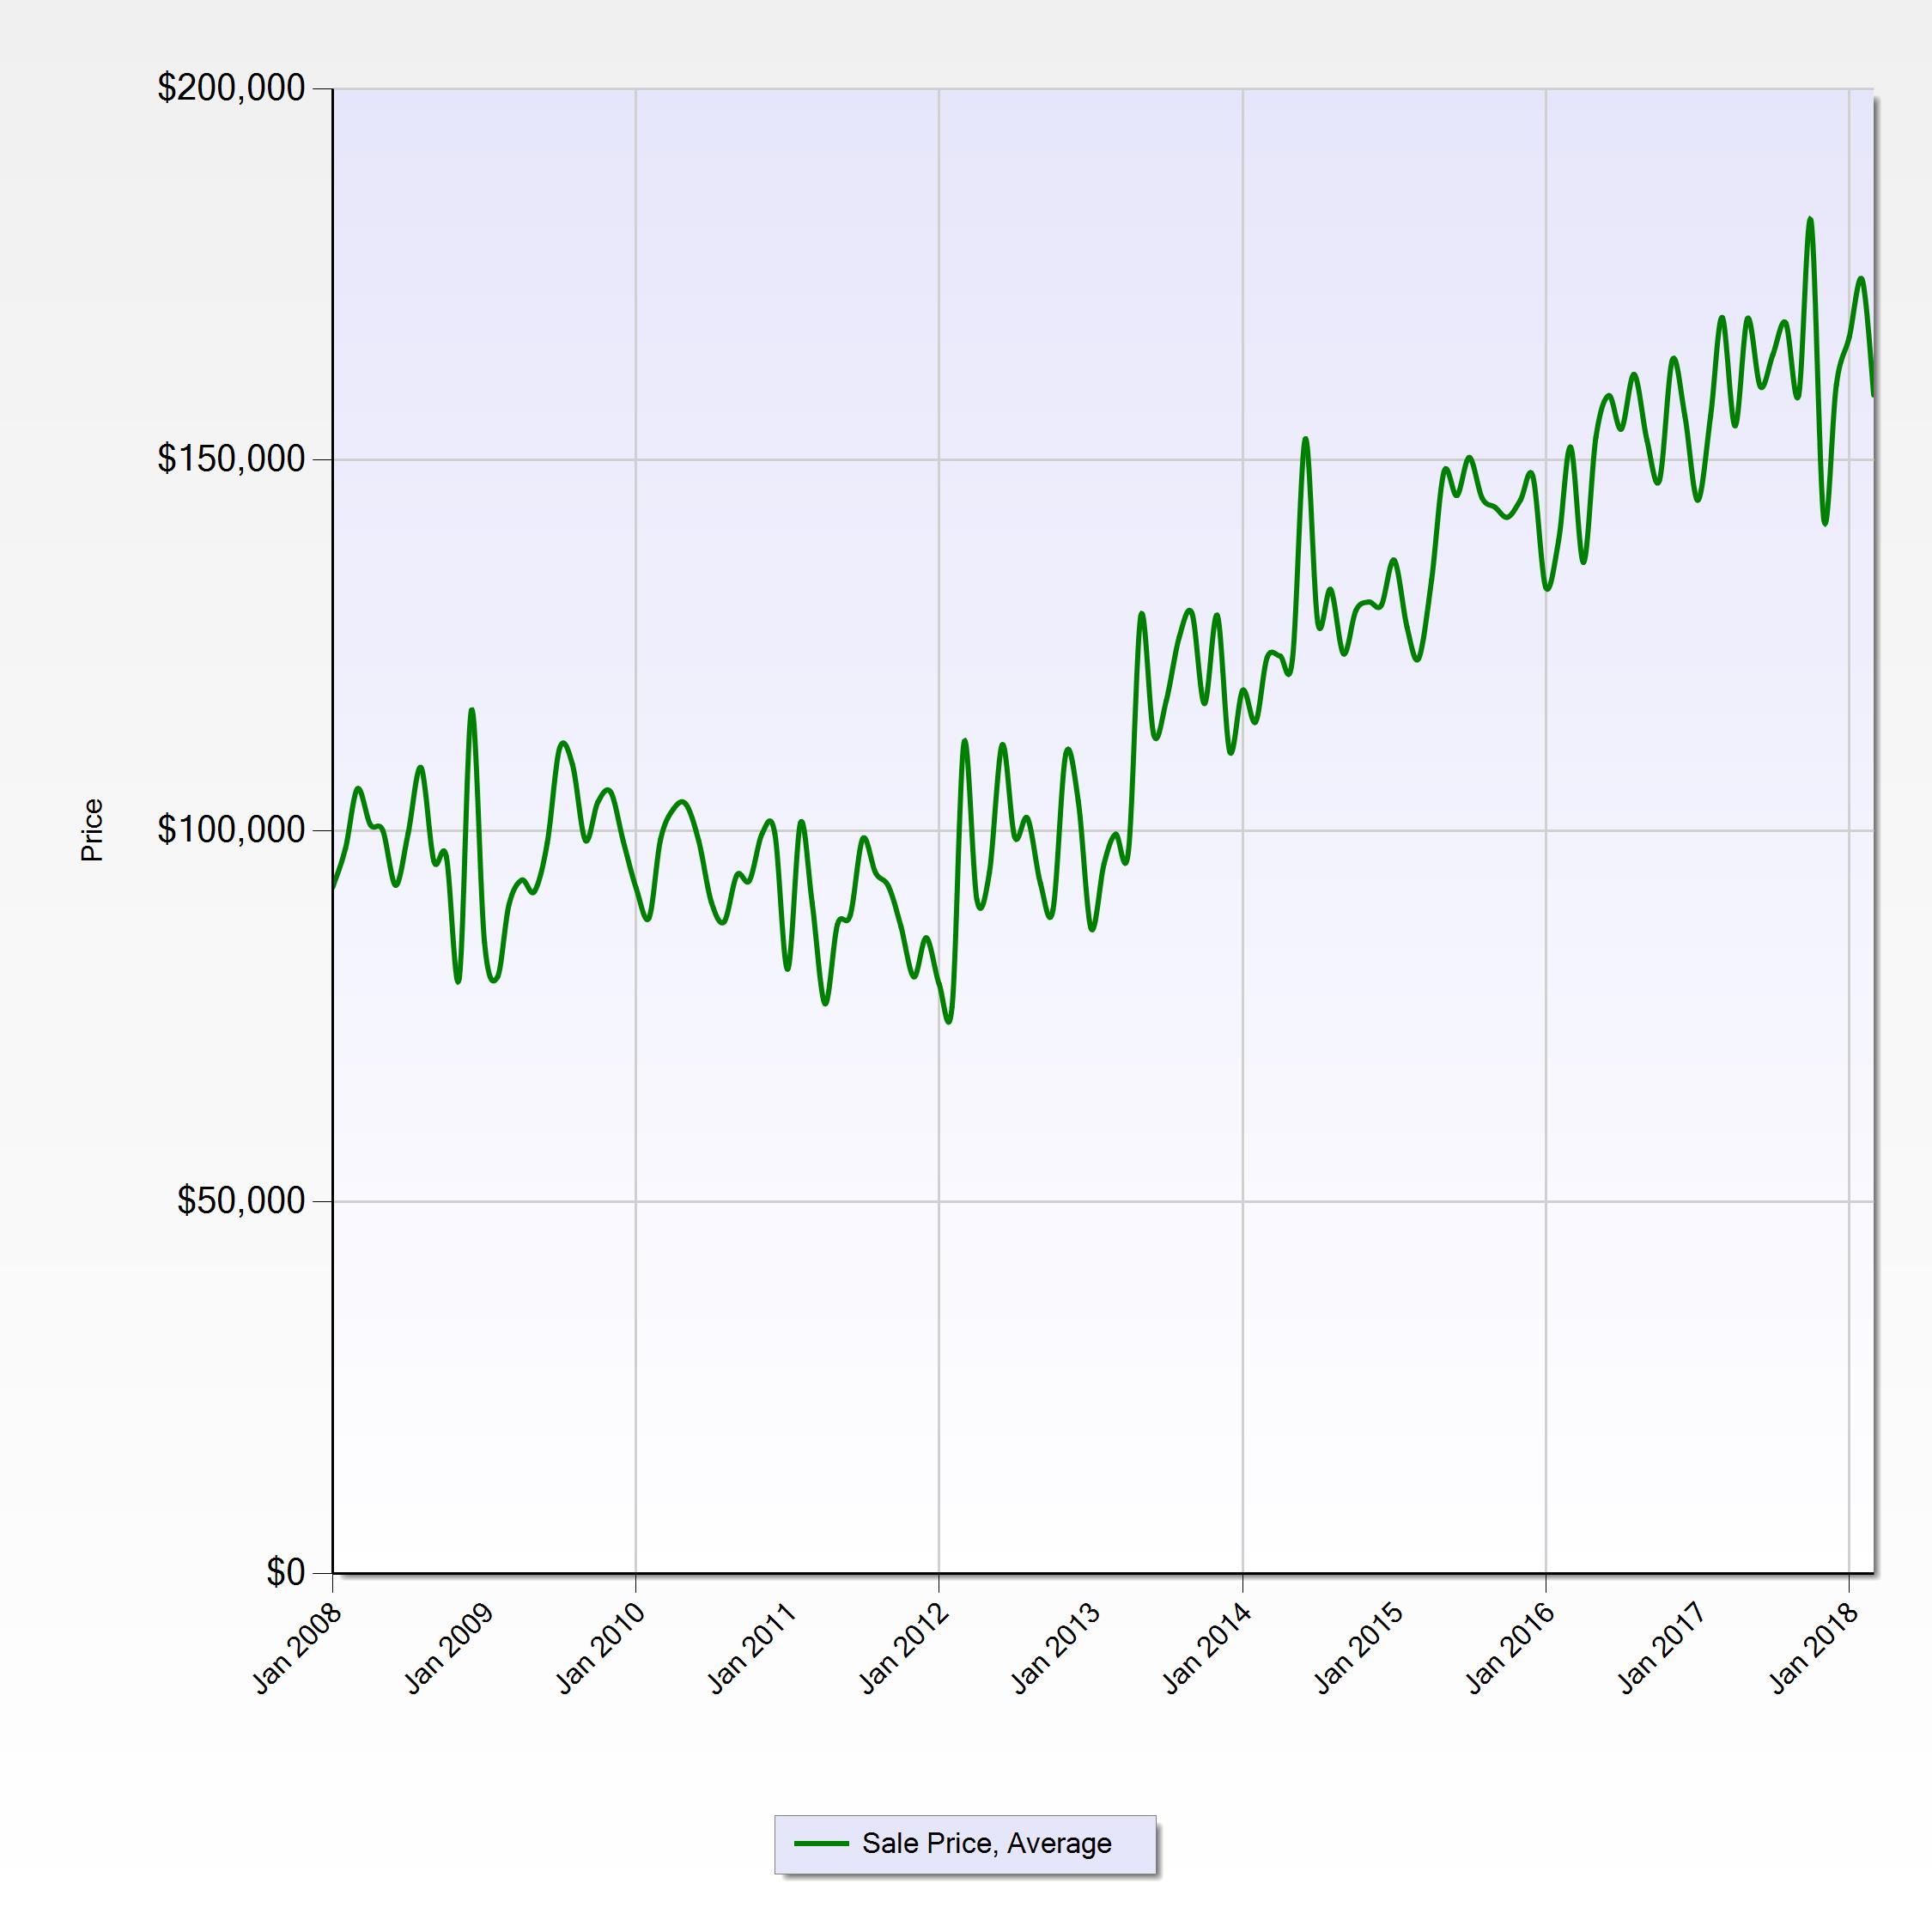 $200,000
$150,000
Price
$100,000
$50,000
$0
Jan 2008
Jan 2009
Jan 2010
Jan 2011
Jan 2012
Jan 2013
Jan 2014
Jan 2015
Jan 2016
Jan 2017
Jan 2018
Sale Price, Average